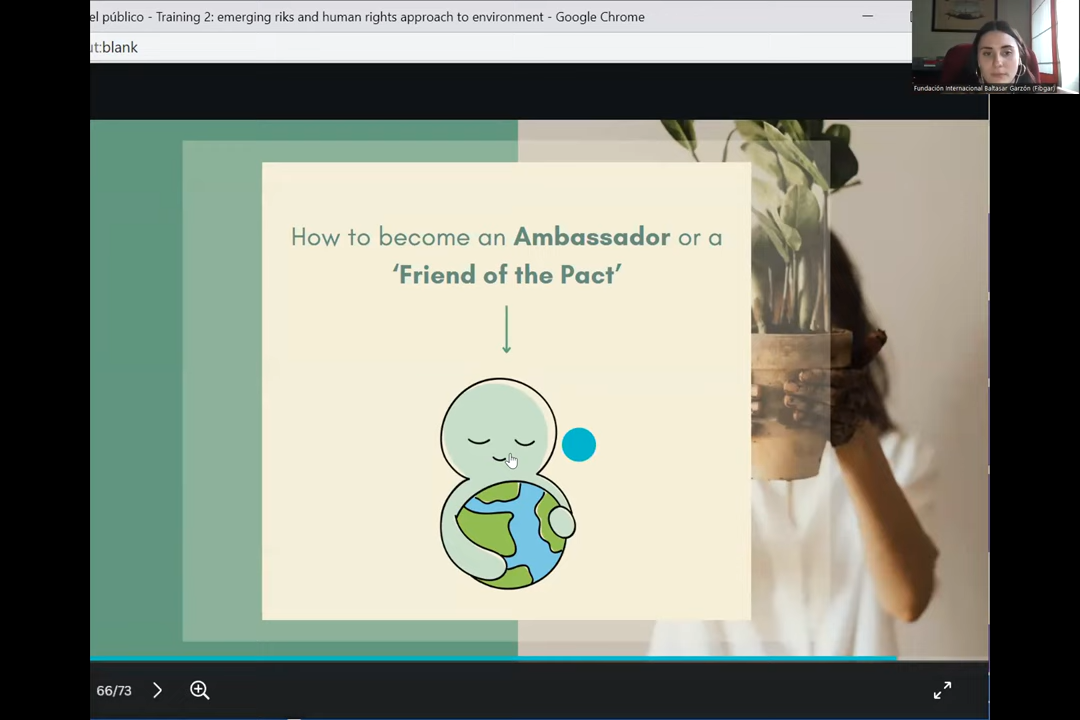 el público - Training 2: emerging riks and human rights approach to environment - Google Chrome
ut:blank
Fundación Internacional Baltasar Garzón (Fibgar)
How to become an Ambassador or a
‘Friend of the Pact’
66/73